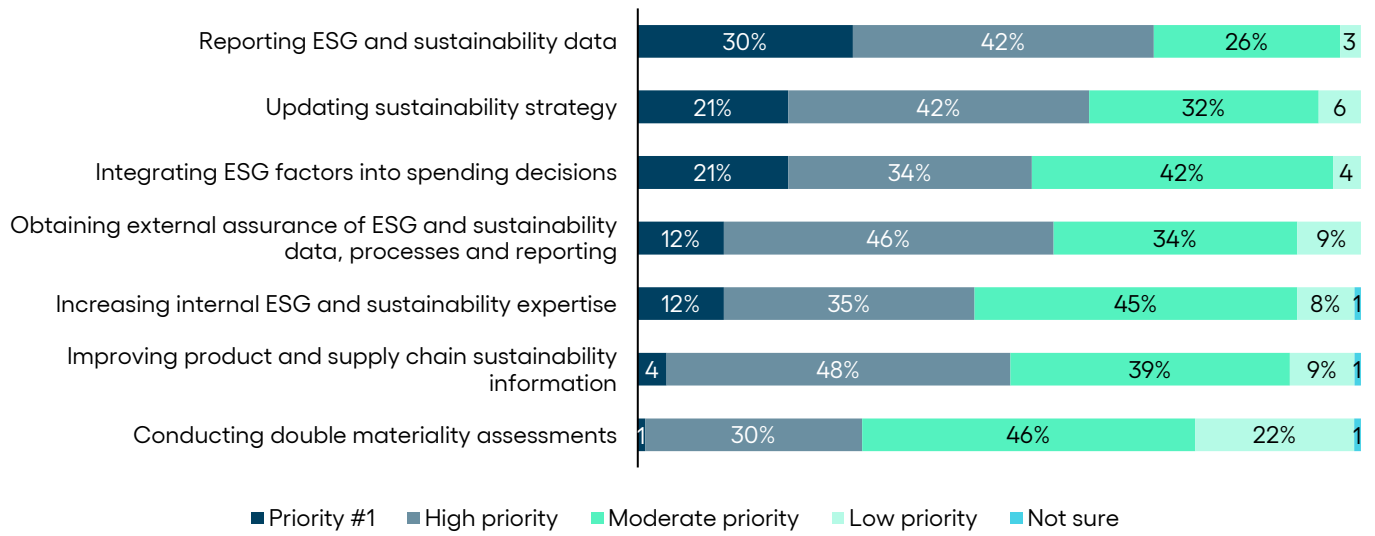 Reporting ESG and sustainability data 30% 42% 26% 3
Updating sustainability strategy 21% 42% 32% 6
Integrating ESG factors into spending decisions 21% 34% 42% 4
Obtaining external assurance of ESG and sustainability
data, processes and reporting 12% 46% 34% 9%
Increasing internal ESG and sustainability expertise 12% 35% 45% 8% 1
Improving product and supply chain sustainability
information 4 48% 39% 9% 1
Conducting double materiality assessments 1 30% 46% 22% 1
Priority #1 High priority Moderate priority Low priority Not sure